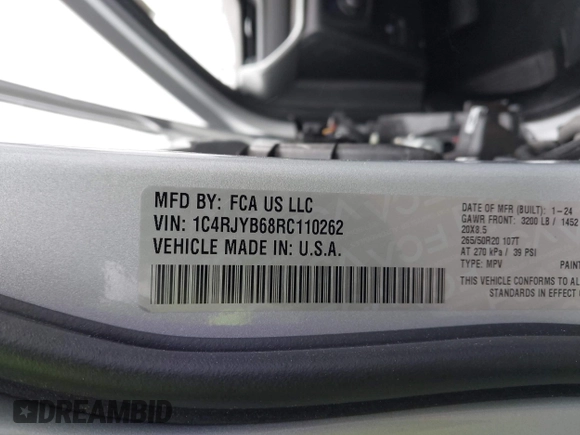 MFD BY: FCA US LLC
VIN: 1C4RJYB68RC110262
VEHICLE MADE IN: U.S.A.
DATE OF MFR (BUILT): 1-24
GAWR FRONT: 3200 LB / 1452
20X8.5
265/50R20 107T
AT 270 kPa / 39 PSI
TYPE: MPV PAINT
THIS VEHICLE CONFORMS TO AL
STANDARDS IN EFFECT
DREAMBID